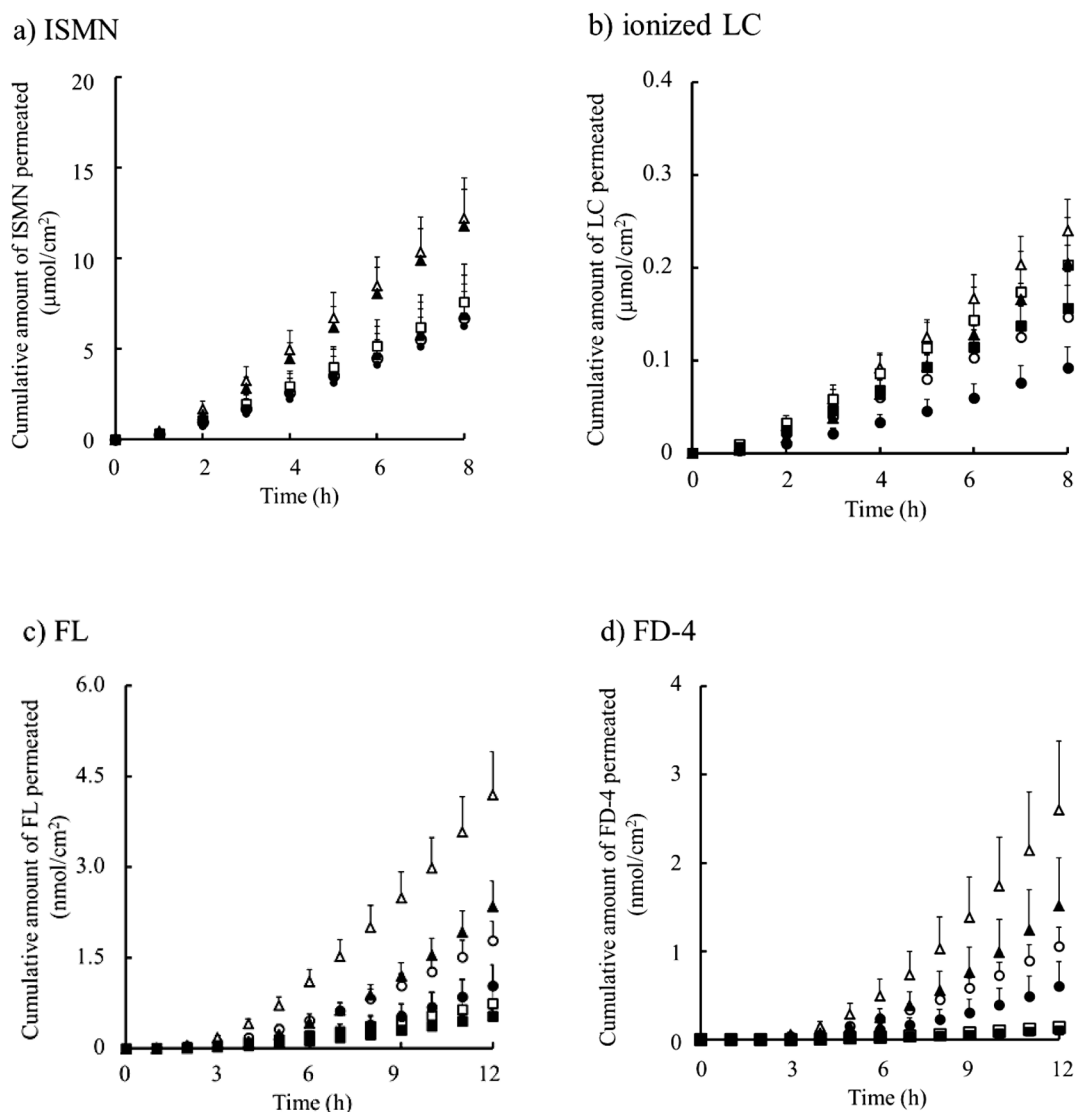 a) ISMN
Cumulative amount of ISMN permeated
(μmol/cm²)
20
15
10
5
0
0 2 4 6 8
Time (h)
b) ionized LC
Cumulative amount of LC permeated
(μmol/cm²)
0.4
0.3
0.2
0.1
0
0 2 4 6 8
Time (h)
c) FL
Cumulative amount of FL permeated
(nmol/cm²)
6.0
4.5
3.0
1.5
0
0 3 6 9 12
Time (h)
d) FD-4
Cumulative amount of FD-4 permeated
(nmol/cm²)
4
3
2
1
0
0 3 6 9 12
Time (h)